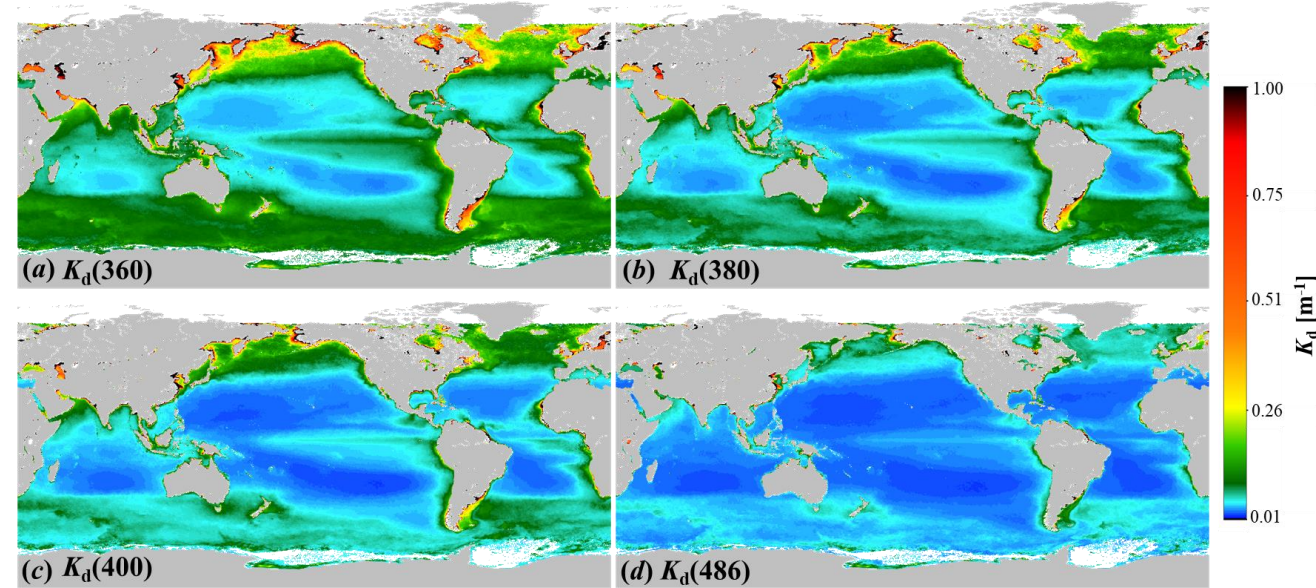 (a) Kd(360)
(b) Kd(380)
(c) Kd(400)
(d) Kd(486)
1.00
0.75
0.51
0.26
0.01
Kd [m⁻¹]